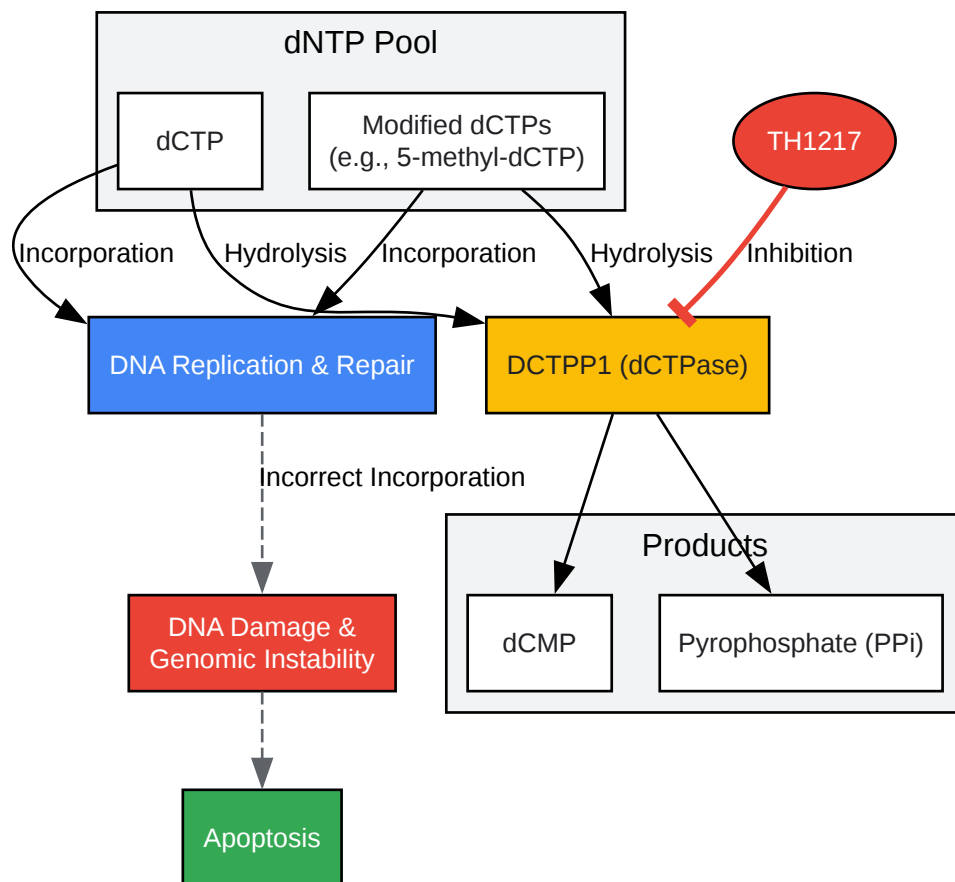 dNTP Pool
dCTP
Modified dCTPs
(e.g., 5-methyl-dCTP)
TH1217
Incorporation
Hydrolysis
Incorporation
Hydrolysis
Inhibition
DNA Replication & Repair
DCTPP1 (dCTPase)
Incorrect Incorporation
Products
DNA Damage &
Genomic Instability
dCMP
Pyrophosphate (PPi)
Apoptosis